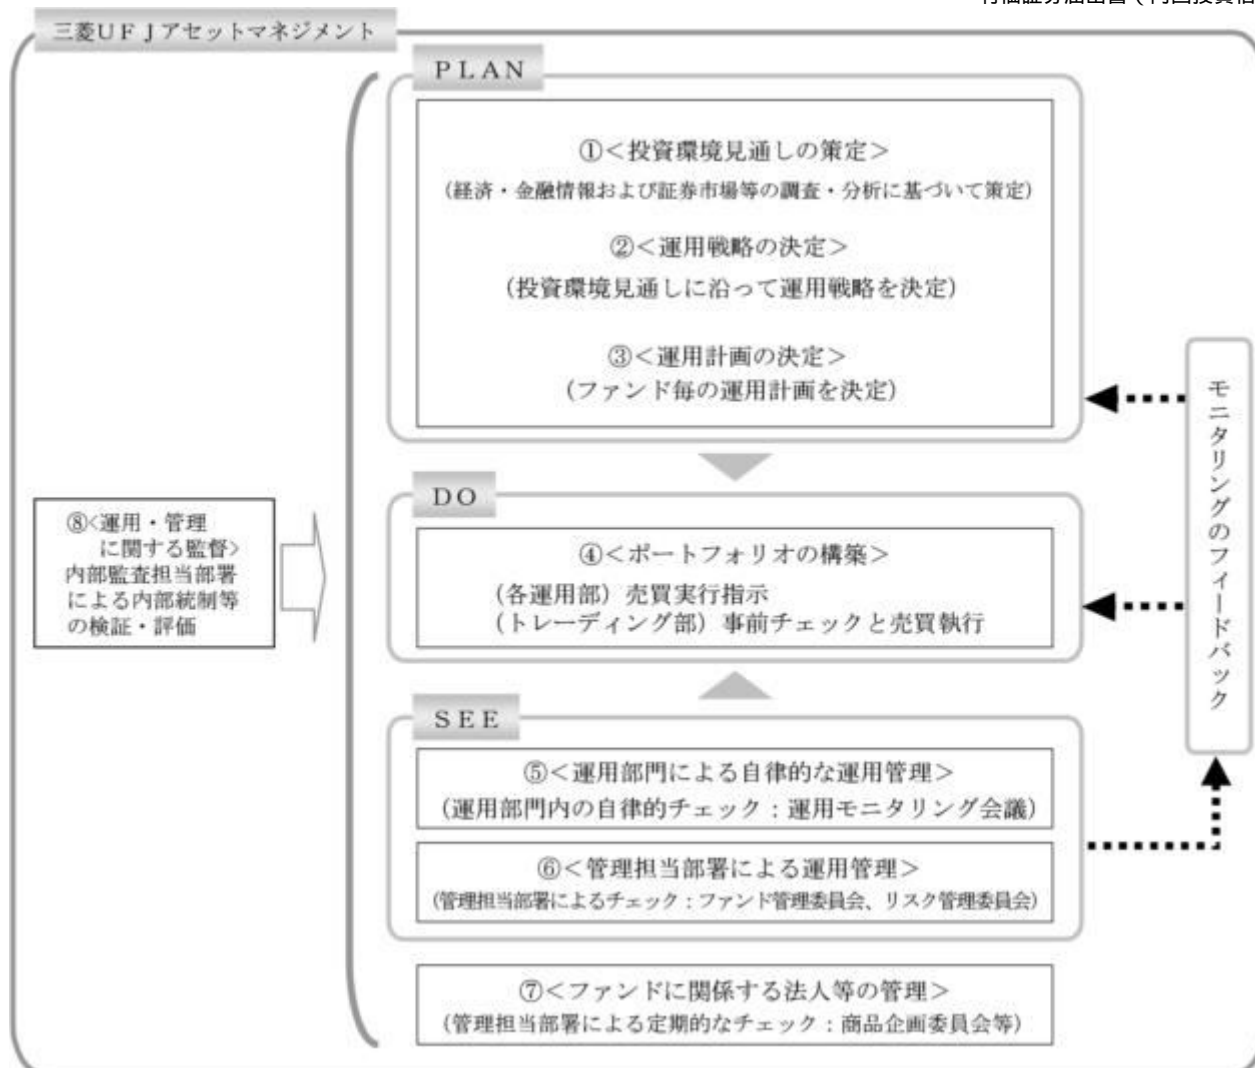 三菱UFJアセットマネジメント
PLAN
①＜投資環境見通しの策定＞
（経済・金融情報および証券市場等の調査・分析に基づいて策定）
②＜運用戦略の決定＞
（投資環境見通しに沿って運用戦略を決定）
③＜運用計画の決定＞
（ファンド毎の運用計画を決定）
DO
④＜ポートフォリオの構築＞
（各運用部）売買実行指示
（トレーディング部）事前チェックと売買執行
SEE
⑤＜運用部門による自律的な運用管理＞
（運用部門内の自律的チェック：運用モニタリング会議）
⑥＜管理担当部署による運用管理＞
（管理担当部署によるチェック：ファンド管理委員会、リスク管理委員会）
⑦＜ファンドに関係する法人等の管理＞
（管理担当部署による定期的なチェック：商品企画委員会等）
⑧＜運用・管理
に関する監督＞
内部監査担当部署
による内部統制等
の検証・評価
モニタリングのフィードバック